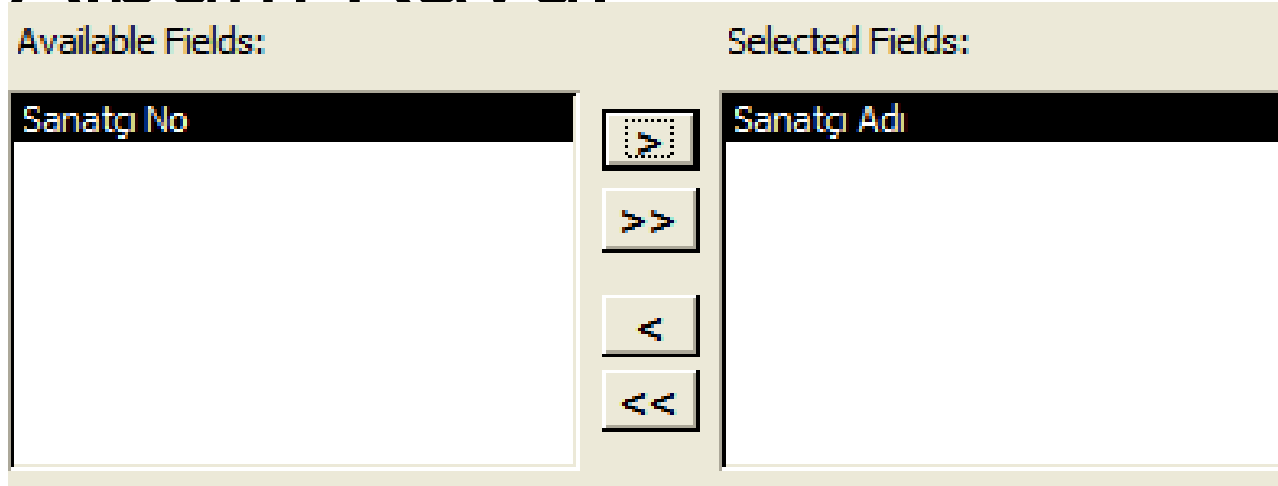 Available Fields:
Selected Fields:
Sanatçı No
Sanatçı Adı
>
>>
<
<<